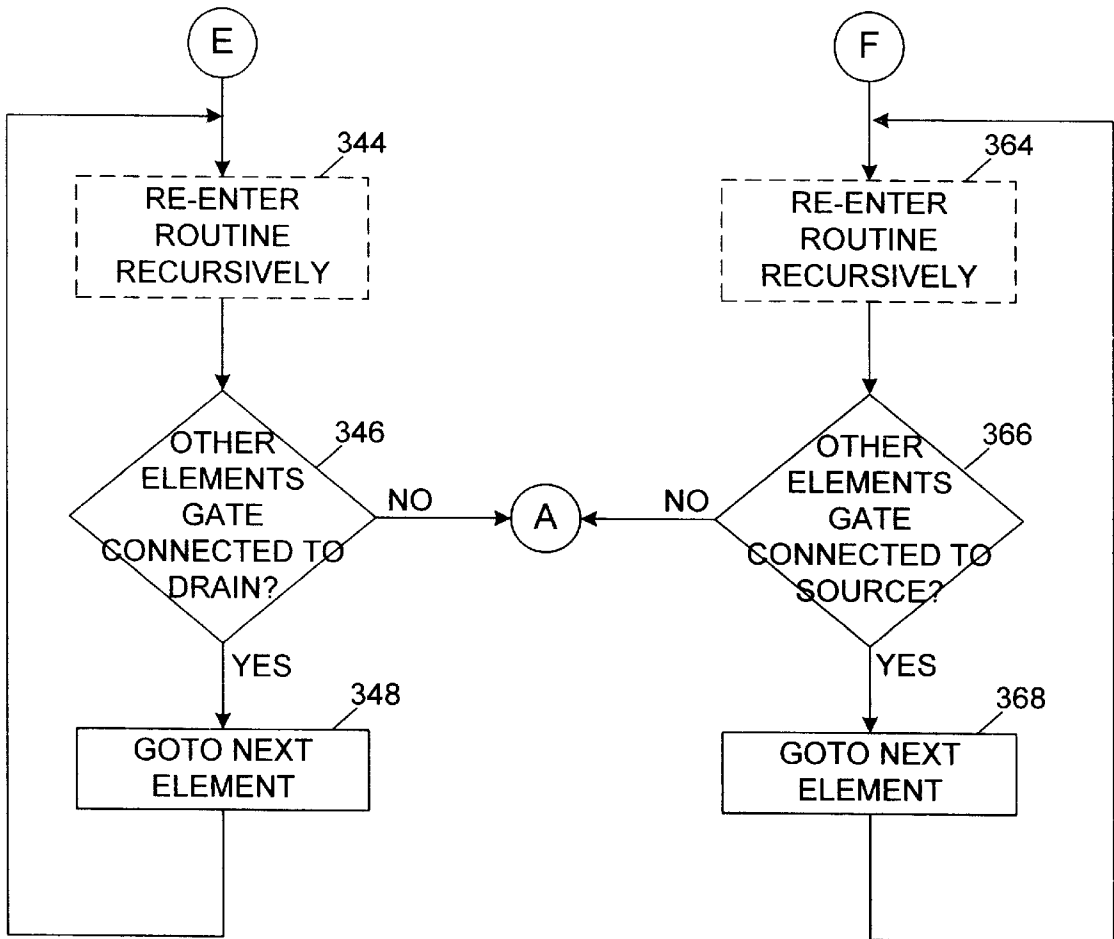 E
344
RE-ENTER
ROUTINE
RECURSIVELY
346
OTHER
ELEMENTS
GATE
CONNECTED TO
DRAIN?
NO
YES
348
GOTO NEXT
ELEMENT
A
F
364
RE-ENTER
ROUTINE
RECURSIVELY
366
OTHER
ELEMENTS
GATE
CONNECTED TO
SOURCE?
NO
YES
368
GOTO NEXT
ELEMENT